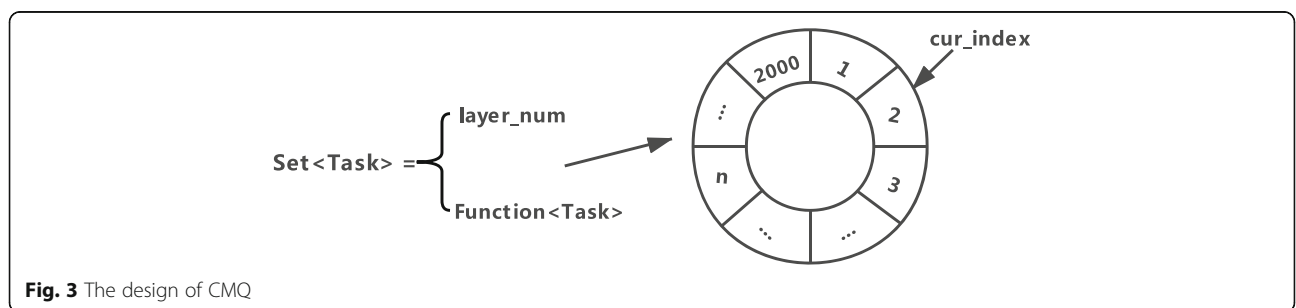 cur_index
2000
1
2
3
...
...
n
...
layer_num
Set<Task> =
Function<Task>
Fig. 3 The design of CMQ